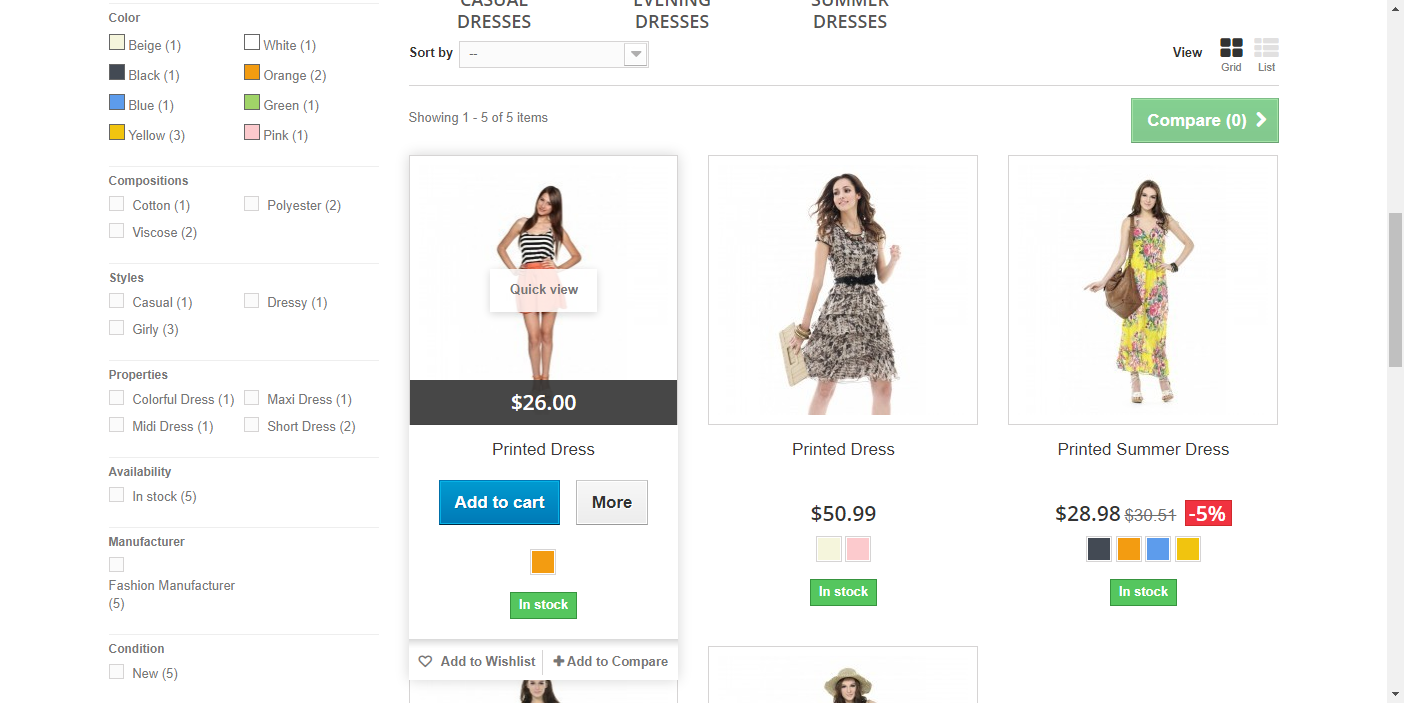 Color
Beige (1)
White (1)
Black (1)
Orange (2)
Blue (1)
Green (1)
Yellow (3)
Pink (1)
Compositions
Cotton (1)
Polyester (2)
Viscose (2)
Styles
Casual (1)
Dressy (1)
Girly (3)
Properties
Colorful Dress (1)
Maxi Dress (1)
Midi Dress (1)
Short Dress (2)
Availability
In stock (5)
Manufacturer
Fashion Manufacturer
(5)
Condition
New (5)
CASUAL
DRESSES
EVENING
DRESSES
SUMMER
DRESSES
Sort by
--
View
Grid
List
Showing 1 - 5 of 5 items
Compare (0)
Quick view
$26.00
Printed Dress
Add to cart
More
In stock
Add to Wishlist
Add to Compare
Printed Dress
$50.99
In stock
Printed Summer Dress
$28.98 $30.51 -5%
In stock